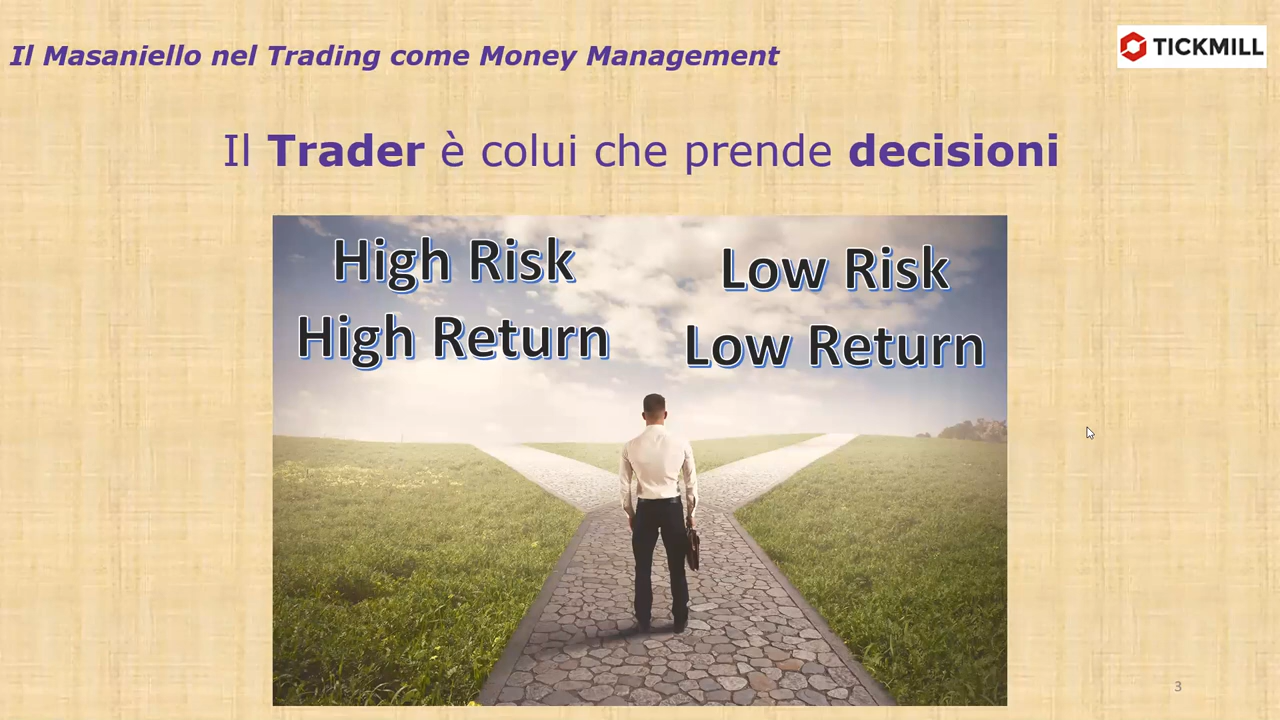 Il Masaniello nel Trading come Money Management
TICKMILL
Il Trader è colui che prende decisioni
High Risk
High Return
Low Risk
Low Return
3